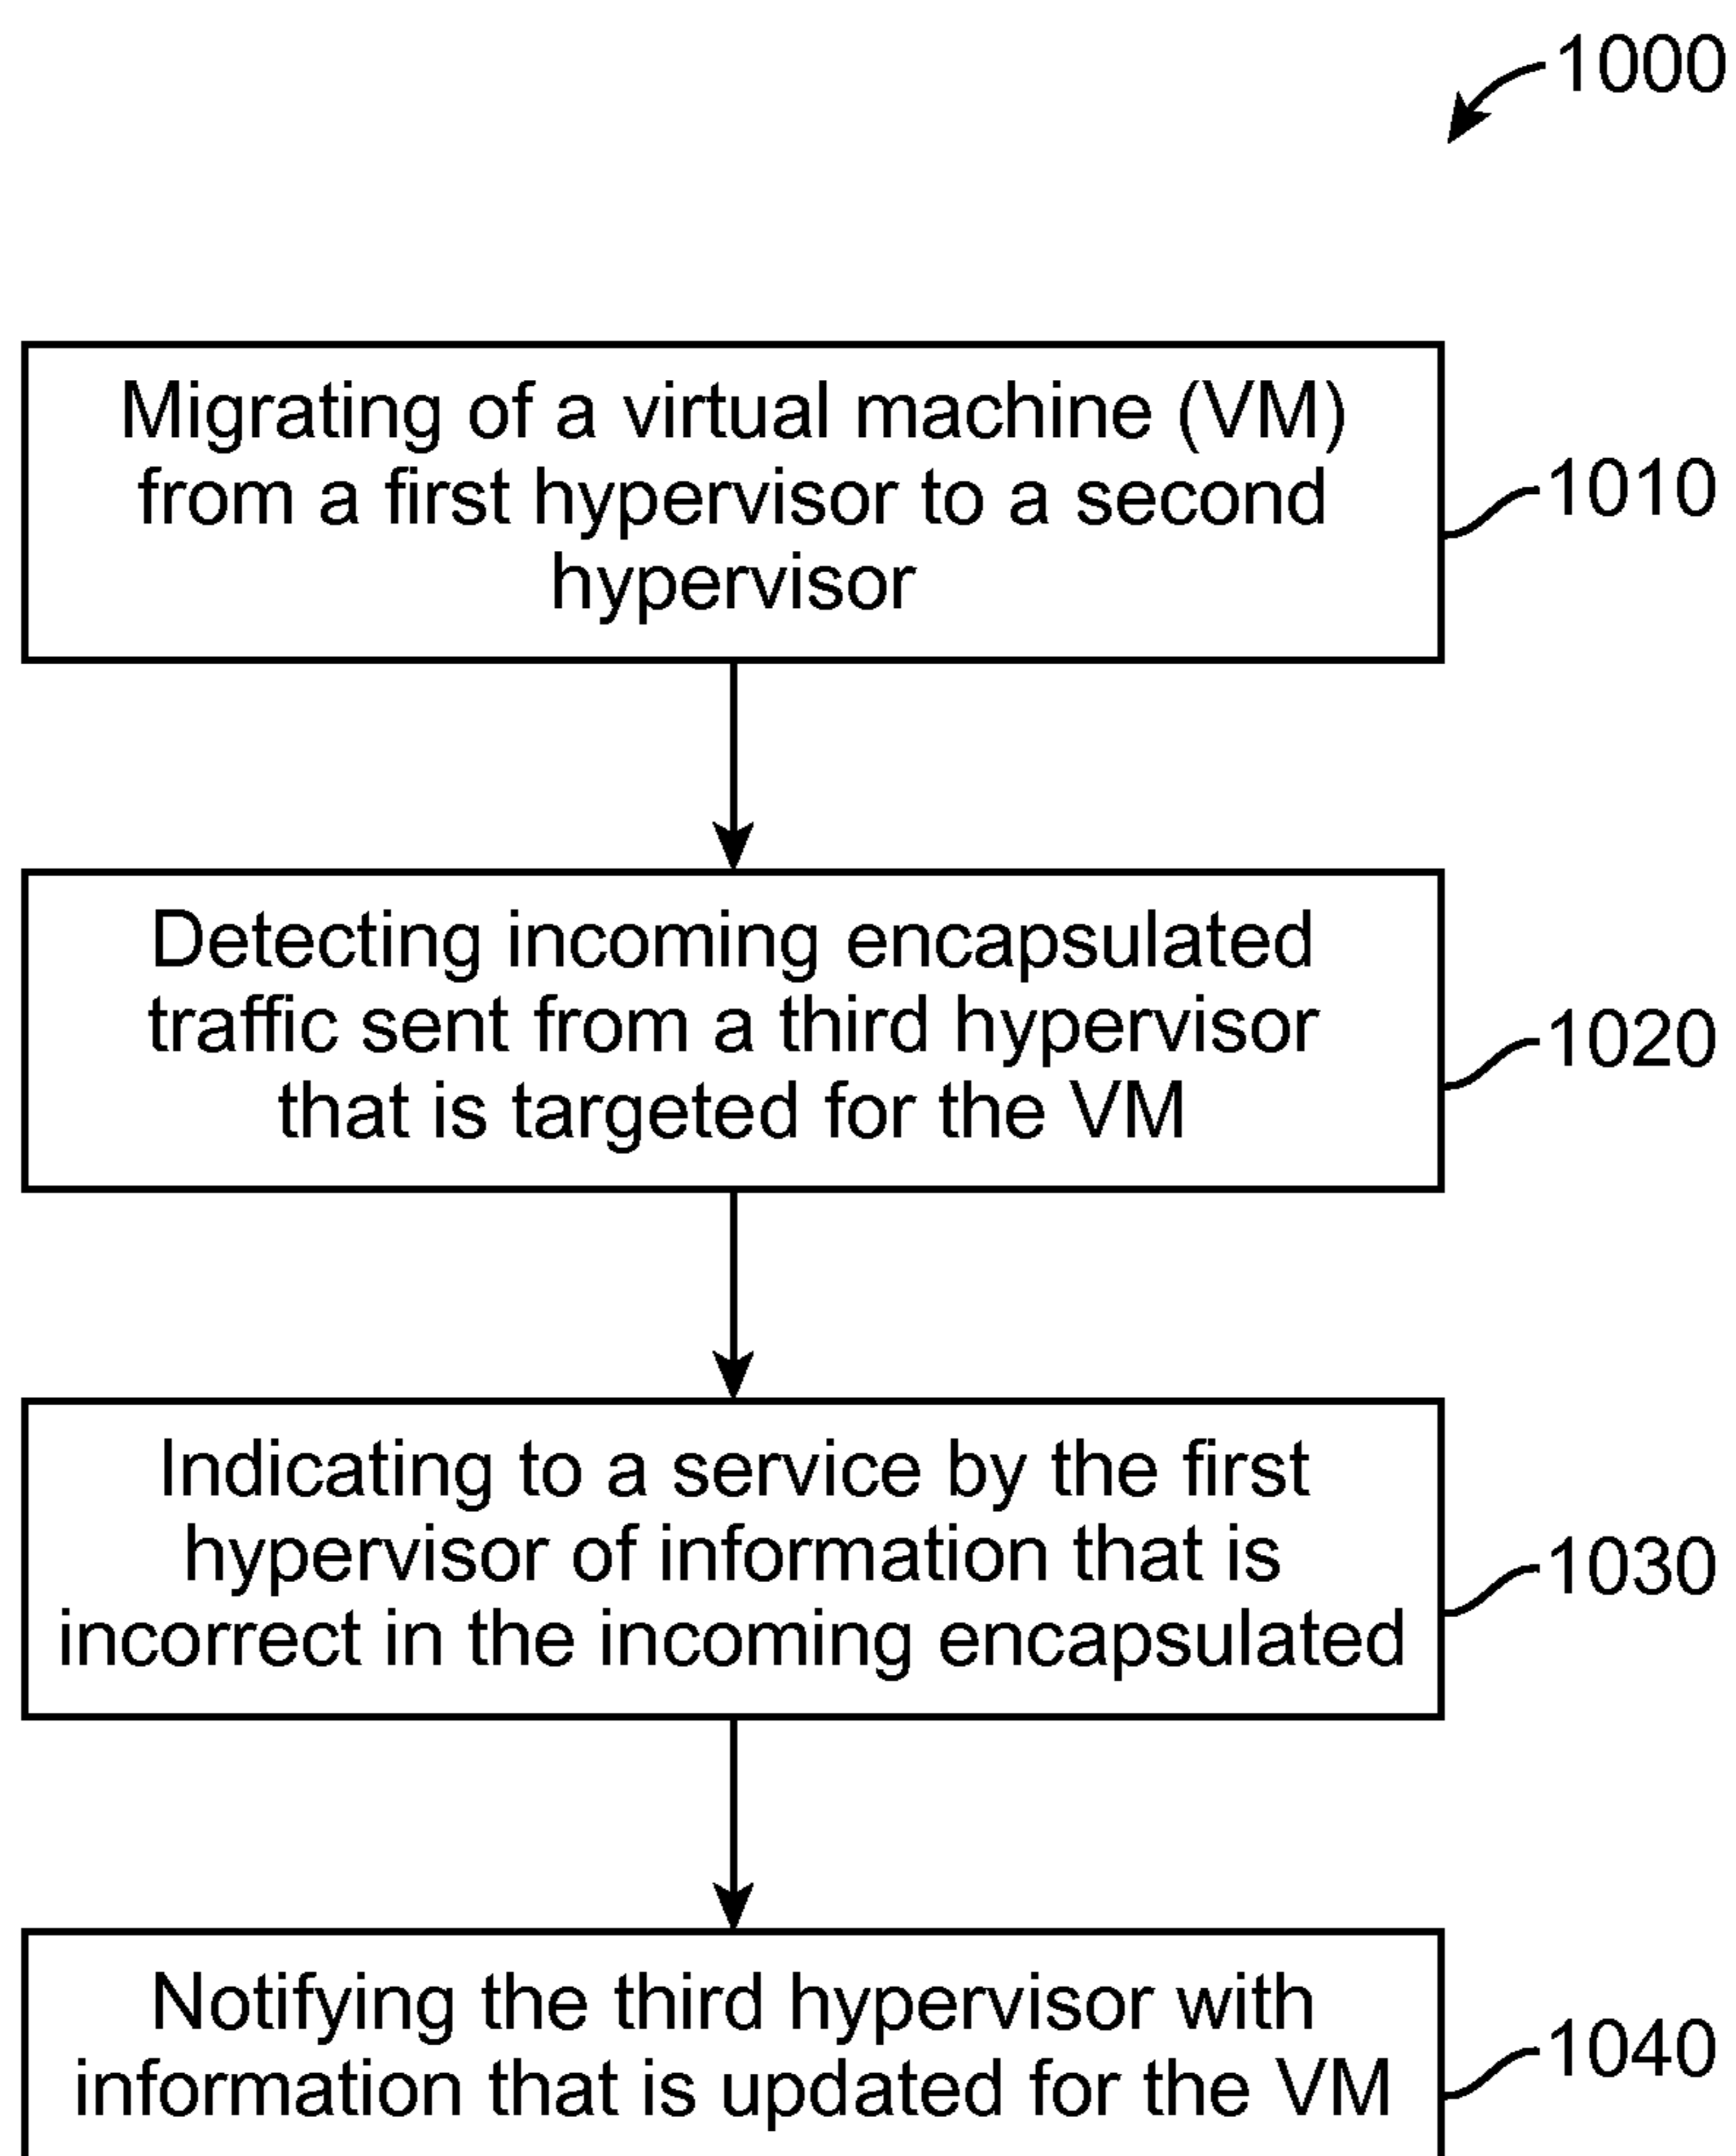 1000
Migrating of a virtual machine (VM)
from a first hypervisor to a second
hypervisor
1010
Detecting incoming encapsulated
traffic sent from a third hypervisor
that is targeted for the VM
1020
Indicating to a service by the first
hypervisor of information that is
incorrect in the incoming encapsulated
1030
Notifying the third hypervisor with
information that is updated for the VM
1040